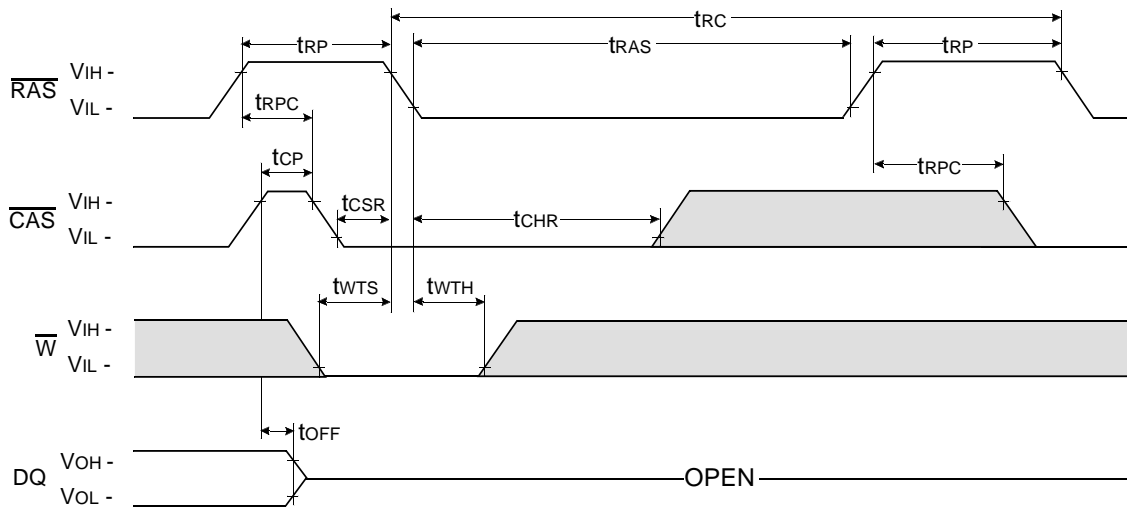 tRC
tRP tRAS tRP
RAS VIH -
VIL -
tRPC
tCP tRPC
CAS VIH -
VIL -
tCSR tCHR
tWTS tWTH
W VIH -
VIL -
tOFF
DQ VOH -
VOL -
OPEN